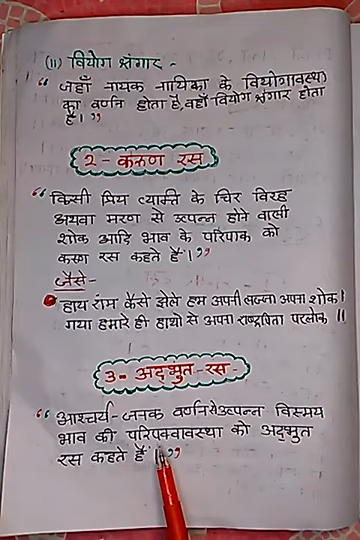 (11) वियोग श्रंगार -
“ जहाँ नायक नायिका के वियोगावस्था
का वर्णन होता है, वहाँ वियोग श्रंगार होता
है। ”
2 - करुण रस
“ किसी प्रिय व्यक्ति के चिर विरह
अथवा मरण से उत्पन्न होने वाली
शोक आदि भाव के परिपाक को
करुण रस कहते हैं। ”
जैसे -
हाय राम कैसे झेले हम अपनी लज्जा अपना शोक।
गया हमारे ही हाथो से अपना राष्ट्रपिता परलोक ॥
3 - अद्भुत - रस -
“ आश्चर्य - जनक वर्णन से उत्पन्न विस्मय
भाव की परिपक्वावस्था को अद्भुत
रस कहते हैं। ”